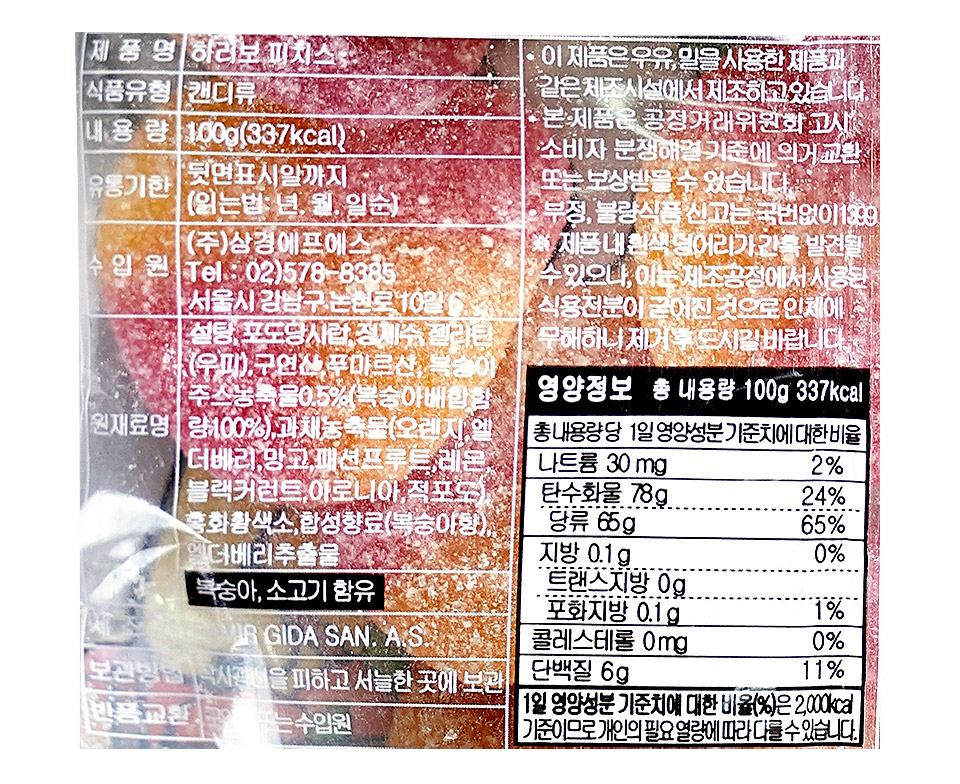 제 품 명 하리보 피치스
식품유형 캔디류
내 용 량 100g(337kcal)
유통기한 뒷면표시일까지
(읽는법: 년. 월. 일순)
수 입 원 (주)삼경에프에스
Tel : 02)578-8385
서울시 강남구 논현로 10길 6
원재료명 설탕, 포도당시럽, 정제수, 젤라틴
(우피), 구연산, 푸마르산, 복숭아
주스농축물0.5%(복숭아배합함
량100%), 과채농축물(오렌지, 엘
더베리, 망고, 패션프루트, 레몬,
블랙커런트, 아로니아, 적포도),
홍화황색소, 합성향료(복숭아향),
엘더베리추출물
복숭아, 소고기 함유
GIDA SAN. A.S.
보관방법 직사광선을 피하고 서늘한 곳에 보관
반품교환 수입원
• 이 제품은 우유, 밀을 사용한 제품과
같은 제조시설에서 제조하고 있습니다.
• 본 제품은 공정거래위원회 고시
소비자 분쟁해결 기준에 의거 교환
또는 보상받을 수 있습니다.
• 부정, 불량식품 신고는 국번없이 1399
※ 제품 내 흰색 덩어리가 간혹 발견될
수 있으나, 이는 제조공정에서 사용된
식용전분이 굳어진 것으로 인체에
무해하니 제거 후 드시길 바랍니다.
영양정보 총 내용량 100g 337kcal
총 내용량당 1일 영양성분 기준치에 대한 비율
나트륨 30 mg 2%
탄수화물 78g 24%
당류 65g 65%
지방 0.1g 0%
트랜스지방 0g
포화지방 0.1g 1%
콜레스테롤 0mg 0%
단백질 6g 11%
1일 영양성분 기준치에 대한 비율(%)은 2,000kcal
기준이므로 개인의 필요 열량에 따라 다를 수 있습니다.